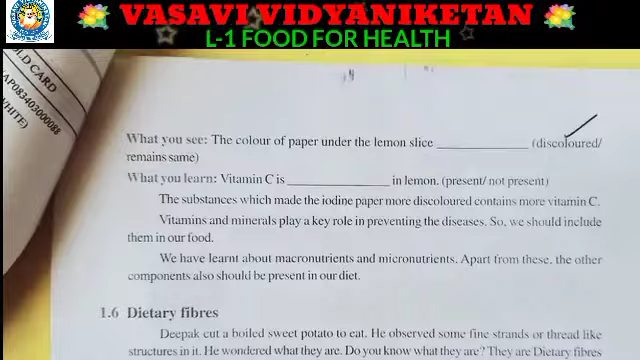 VASAVI VIDYANIKETAN
L-1 FOOD FOR HEALTH
OLD CARD
AP083403000088
WHITE)
What you see: The colour of paper under the lemon slice ______________ (discoloured/
remains same)
What you learn: Vitamin C is ________________ in lemon. (present/ not present)
The substances which made the iodine paper more discoloured contains more vitamin C.
Vitamins and minerals play a key role in preventing the diseases. So, we should include
them in our food.
We have learnt about macronutrients and micronutrients. Apart from these, the other
components also should be present in our diet.
1.6 Dietary fibres
Deepak cut a boiled sweet potato to eat. He observed some fine strands or thread like
structures in it. He wondered what they are. Do you know what they are? They are Dietary fibres